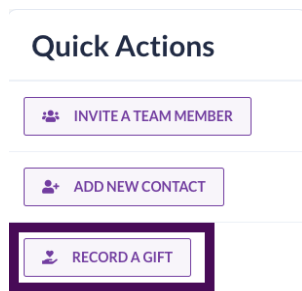 Quick Actions
INVITE A TEAM MEMBER
ADD NEW CONTACT
RECORD A GIFT